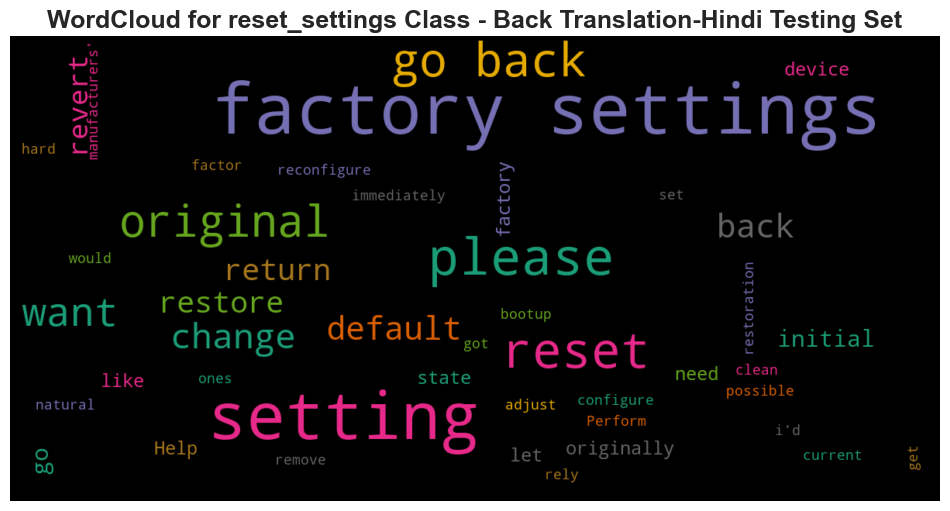 WordCloud for reset_settings Class - Back Translation-Hindi Testing Set
go back
device
revert
manufacturers'
factory settings
hard
factor
reconfigure
immediately
factory
set
original
back
please
would
return
restoration
want
restore
change
default
bootup
got
reset
initial
like
ones
state
need
clean
possible
natural
setting
adjust
configure
Perform
i'd
go
Help
remove
let
originally
current
get
rely